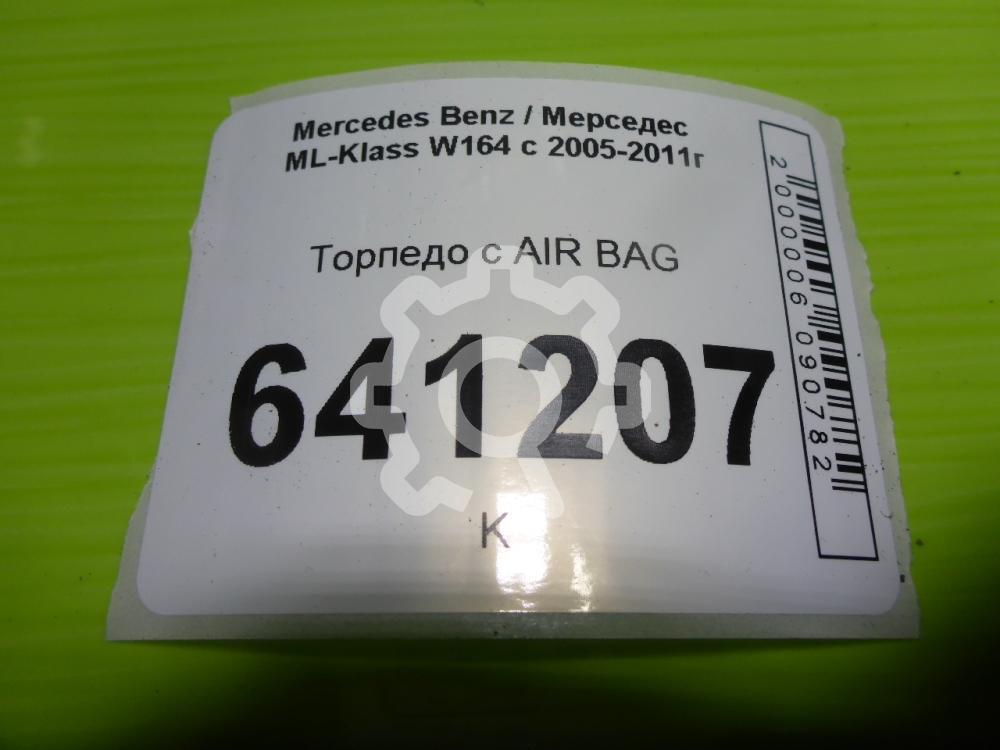 Mercedes Benz / Мерседес
ML-Klass W164 с 2005-2011г
Торпедо с AIR BAG
641207
К
2000006090782